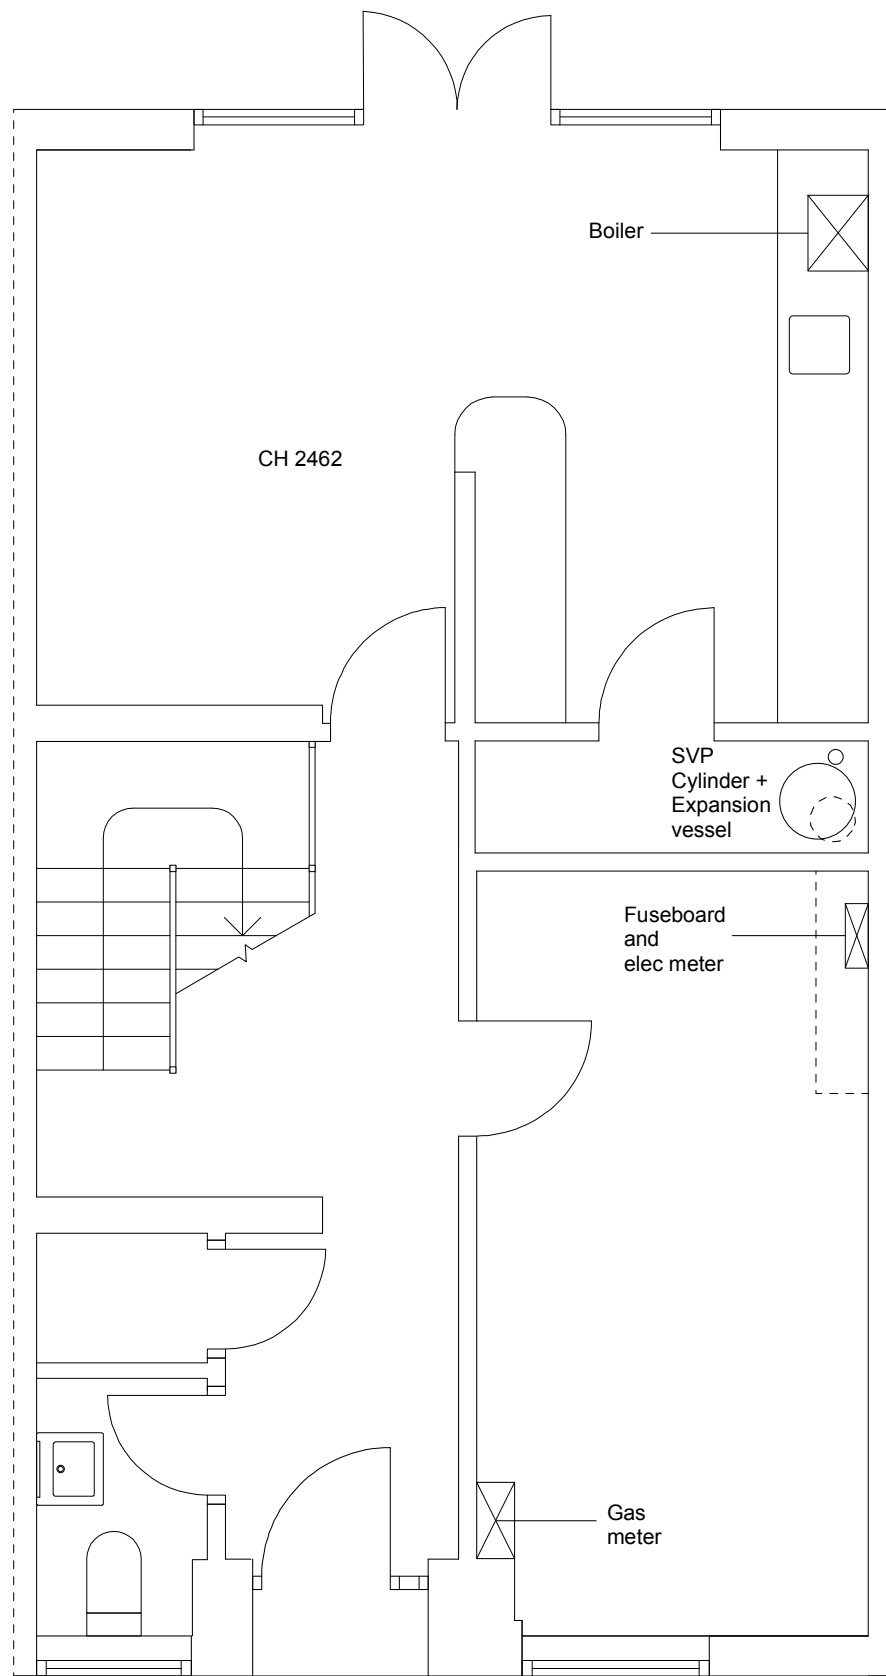 Boiler
CH 2462
SVP
Cylinder +
Expansion
vessel
Fuseboard
and
elec meter
Gas
meter